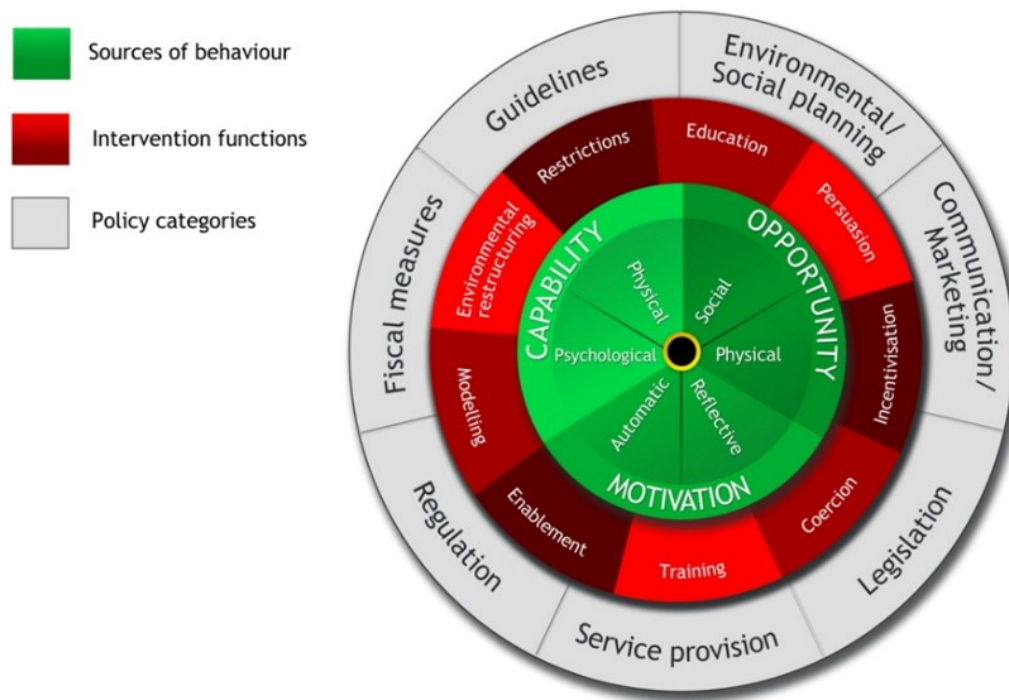 Sources of behaviour
Intervention functions
Policy categories
Guidelines
Environmental/
Social planning
Communication/
Marketing
Legislation
Service provision
Regulation
Fiscal measures
Restrictions
Education
Persuasion
Incentivisation
Coercion
Training
Enablement
Modelling
Environmental
restructuring
CAPABILITY
OPPORTUNITY
MOTIVATION
Physical
Social
Physical
Reflective
Automatic
Psychological